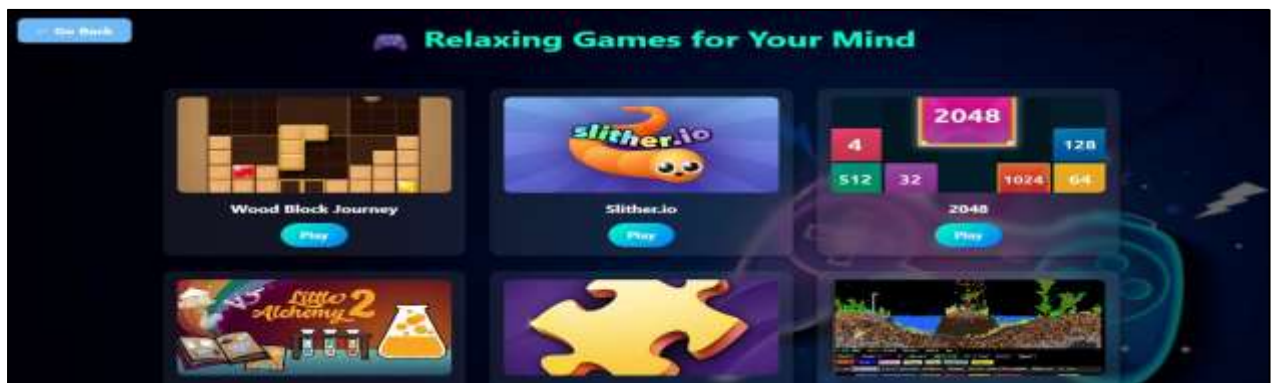 Go Back
Relaxing Games for Your Mind
slither.io
2048
4
128
512
32
1024
64
Wood Block Journey
Slither.io
2048
Play
Play
Play
Little
Alchemy 2